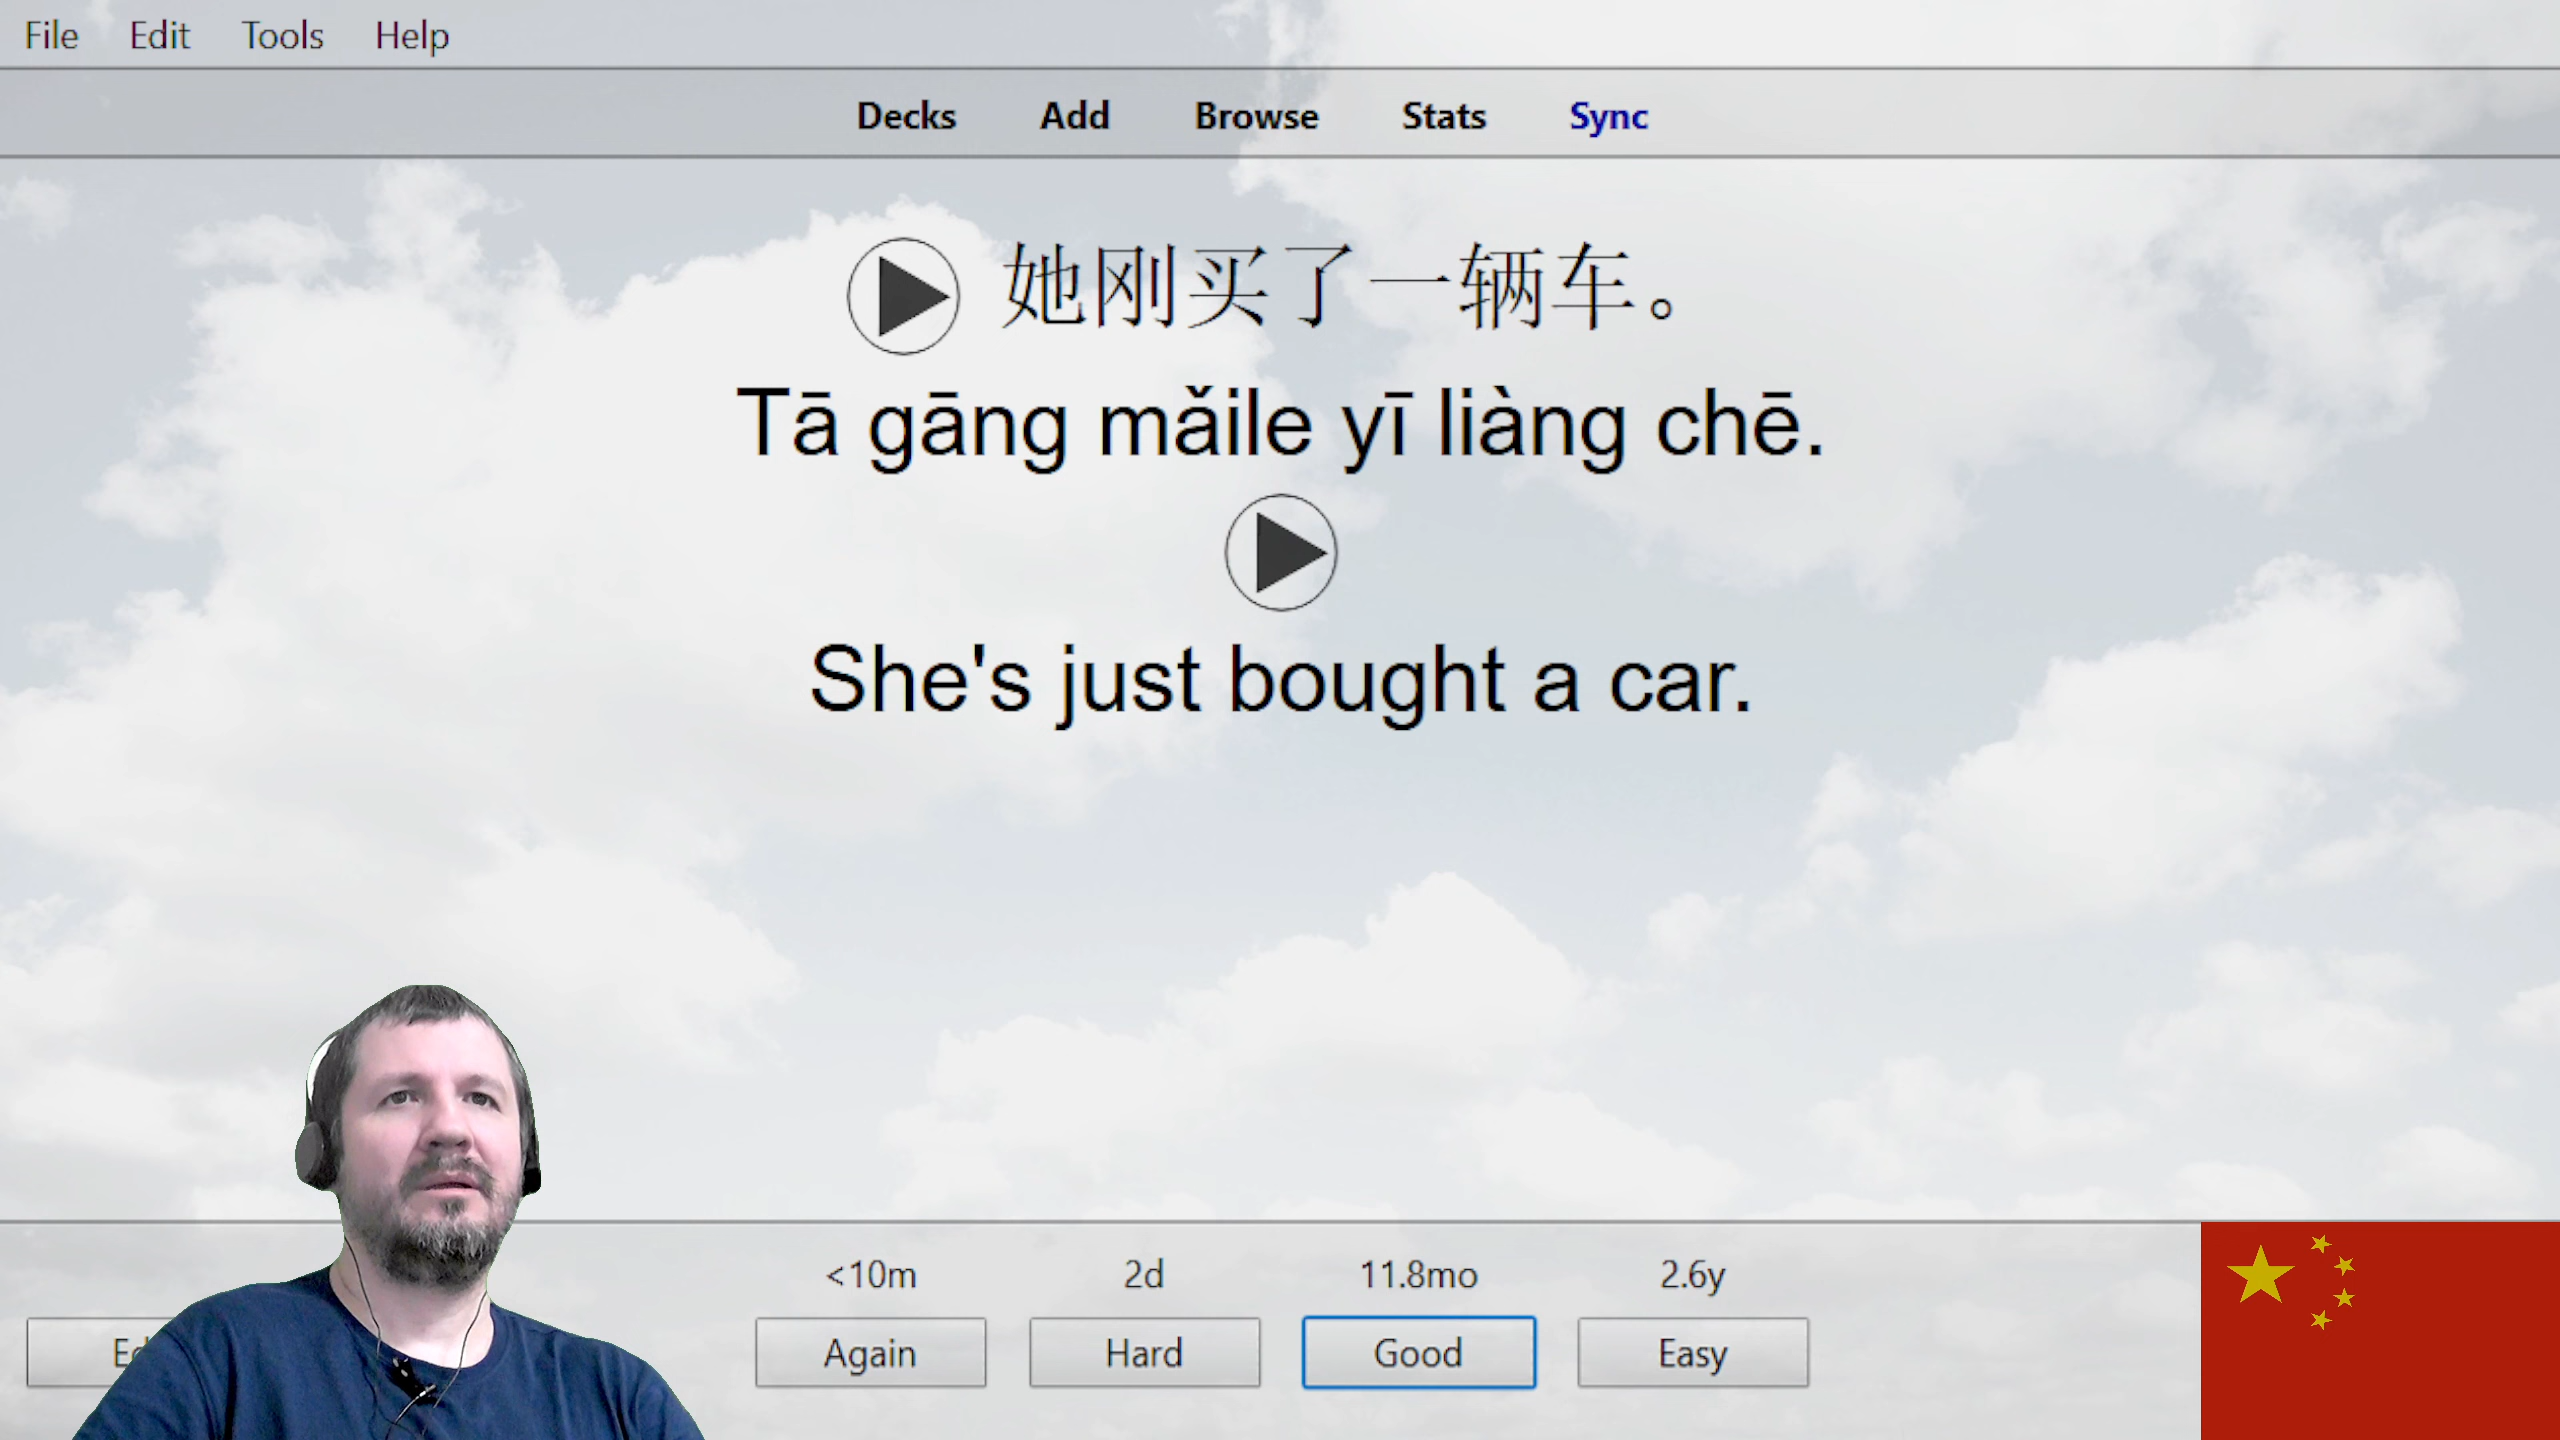 File Edit Tools Help
Decks Add Browse Stats Sync
她刚买了一辆车。
Tā gāng mǎile yī liàng chē.
She's just bought a car.
<10m 2d 11.8mo 2.6y
Again Hard Good Easy